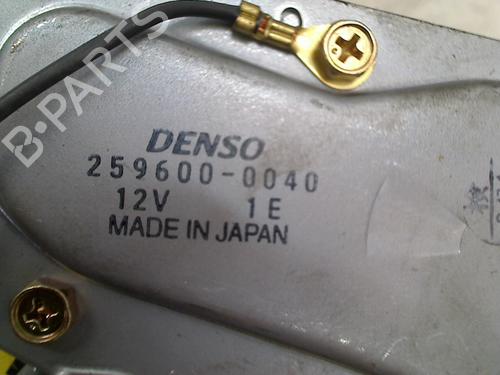 B-PARTS
DENSO
259600-0040
12V 1E
MADE IN JAPAN